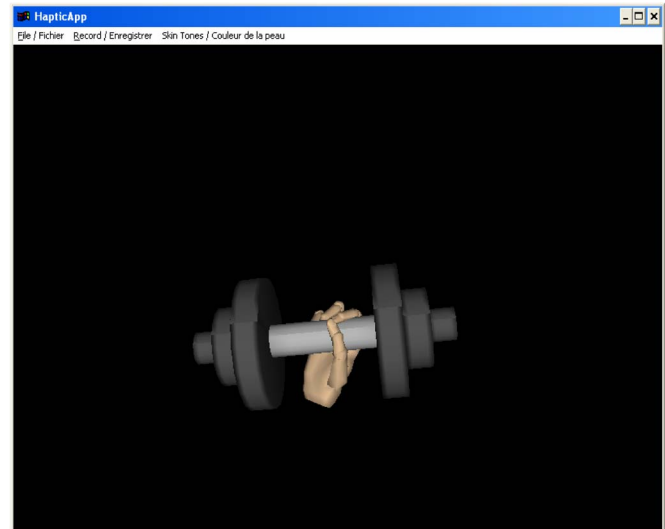 HapticApp
File / Fichier Record / Enregistrer Skin Tones / Couleur de la peau